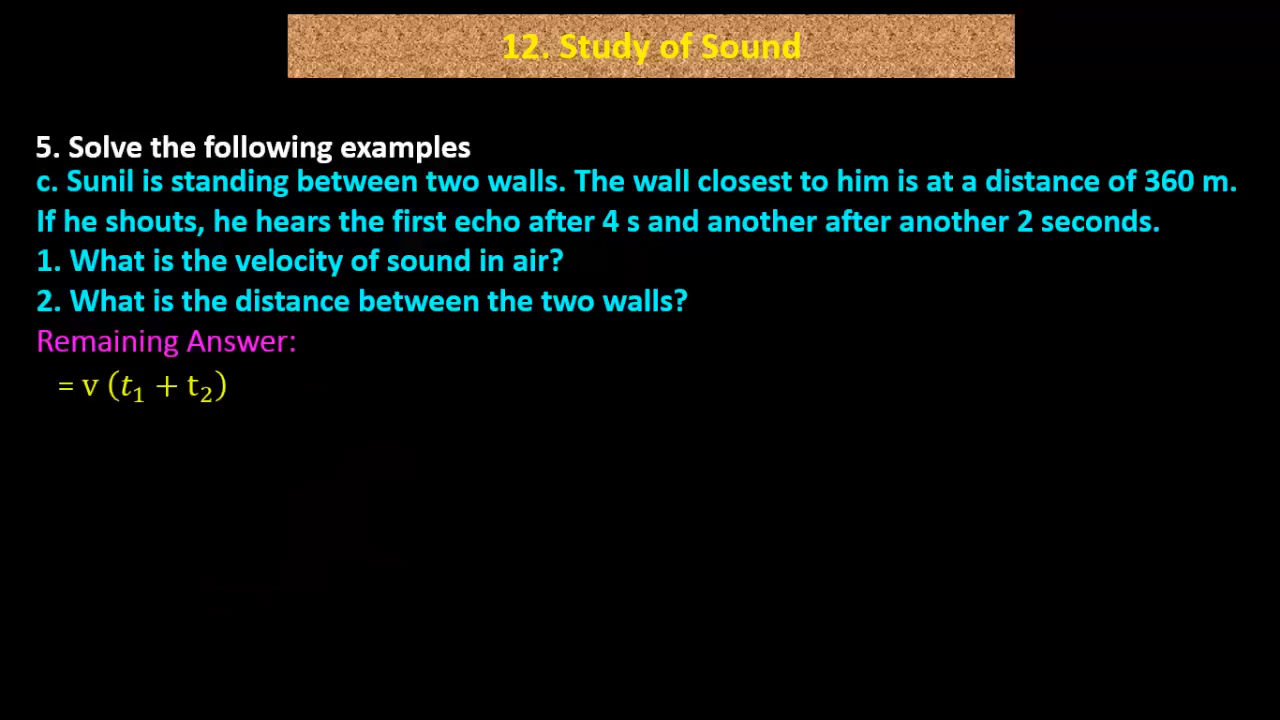 12. Study of Sound
5. Solve the following examples
c. Sunil is standing between two walls. The wall closest to him is at a distance of 360 m.
If he shouts, he hears the first echo after 4 s and another after another 2 seconds.
1. What is the velocity of sound in air?
2. What is the distance between the two walls?
Remaining Answer:
= v (t₁ + t₂)